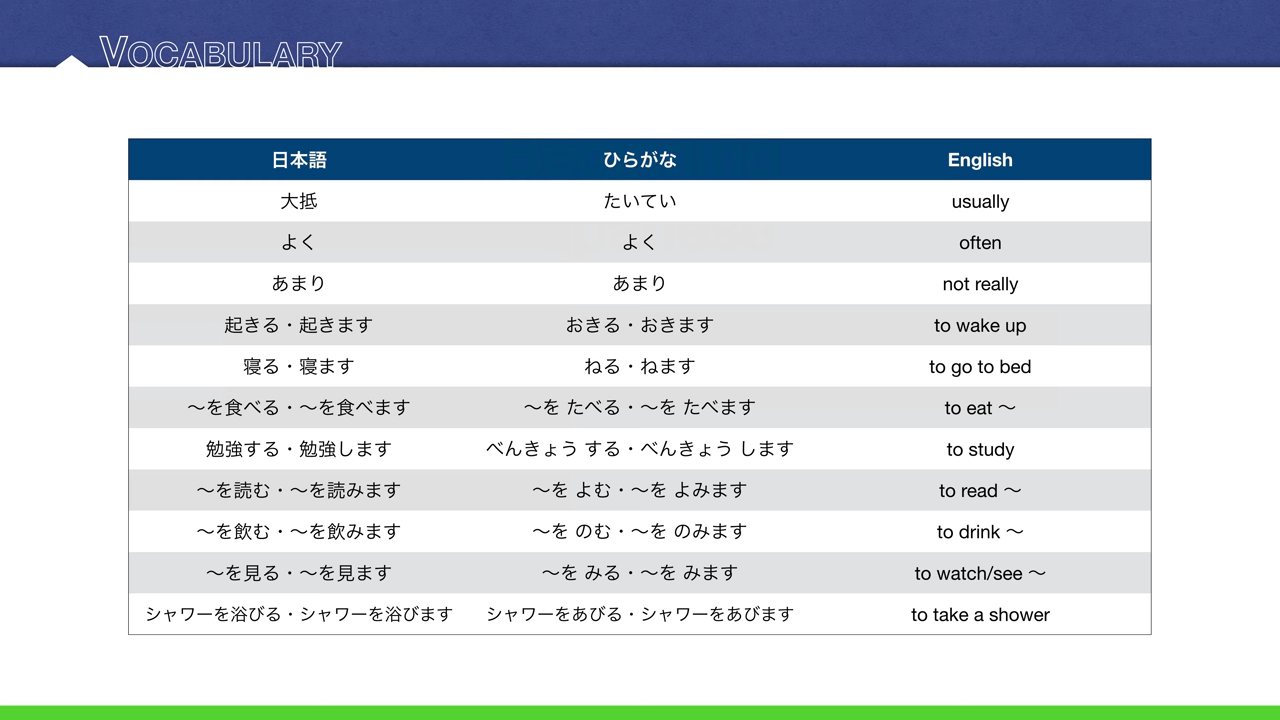 VOCABULARY
日本語 ひらがな English
大抵 たいてい usually
よく よく often
あまり あまり not really
起きる・起きます おきる・おきます to wake up
寝る・寝ます ねる・ねます to go to bed
〜を食べる・〜を食べます 〜を たべる・〜を たべます to eat 〜
勉強する・勉強します べんきょう する・べんきょう します to study
〜を読む・〜を読みます 〜を よむ・〜を よみます to read 〜
〜を飲む・〜を飲みます 〜を のむ・〜を のみます to drink 〜
〜を見る・〜を見ます 〜を みる・〜を みます to watch/see 〜
シャワーを浴びる・シャワーを浴びます シャワーをあびる・シャワーをあびます to take a shower